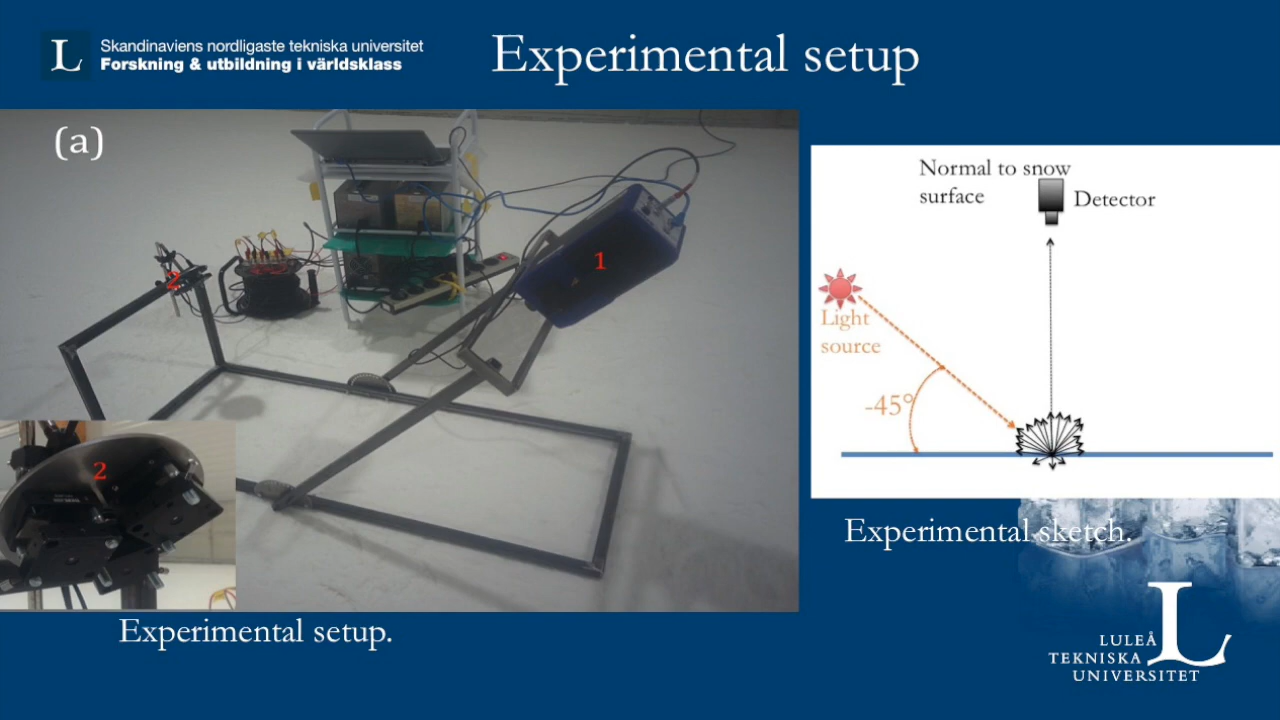 Skandinaviens nordligaste tekniska universitet
Forskning & utbildning i världsklass
Experimental setup
(a)
1
2
2
Experimental setup.
Normal to snow
surface
Detector
Light
source
-45°
Experimental sketch.
LULEÅ
TEKNISKA
UNIVERSITET
L
L